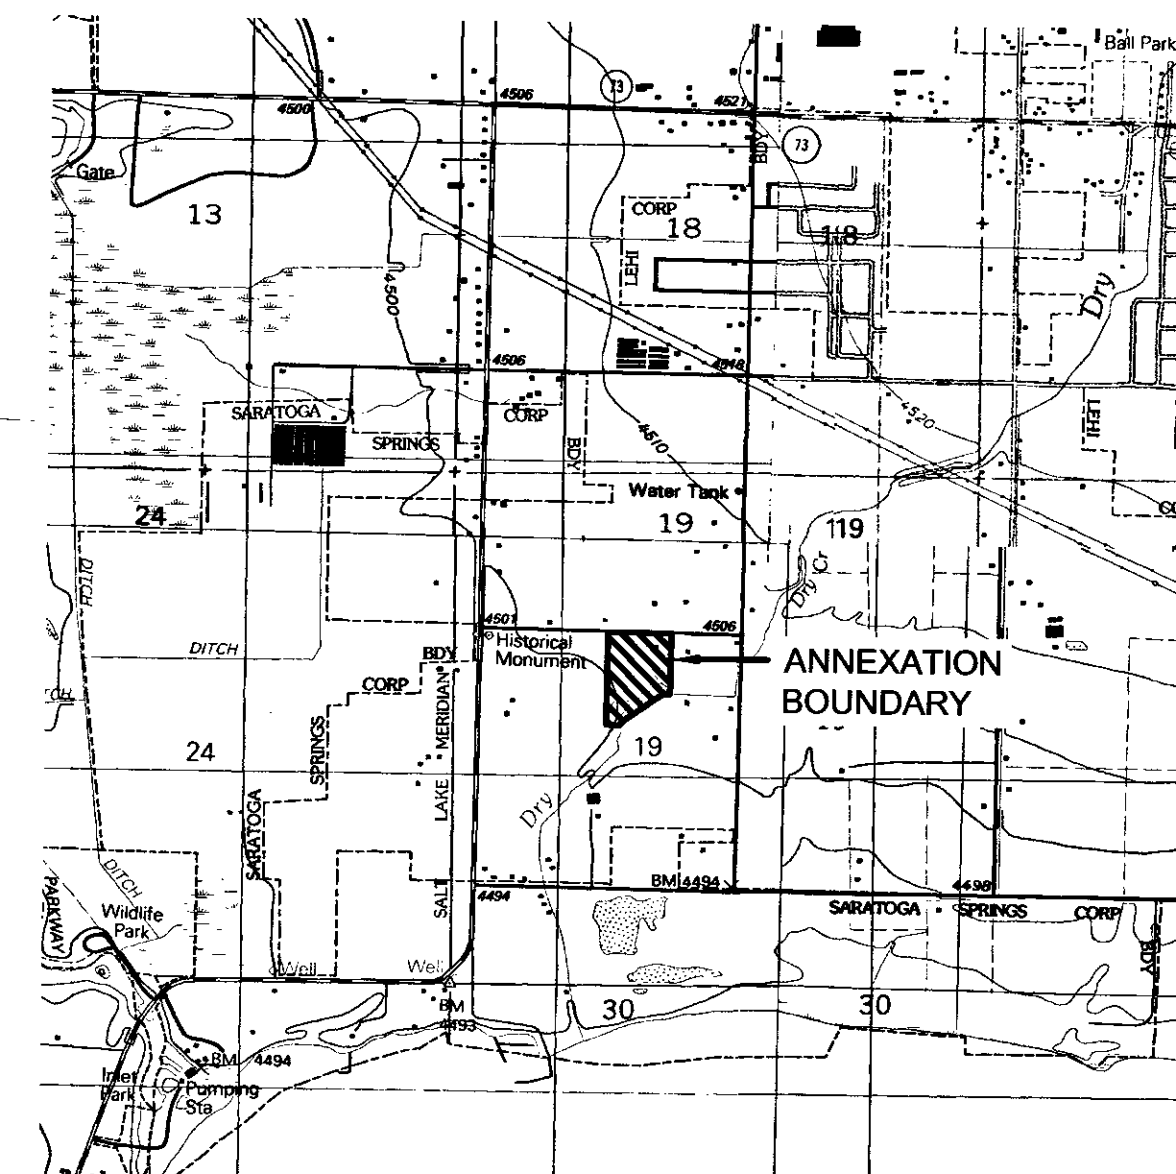 Ball Park
73
4506
4521
4500
73
BDY
Gate
13
CORP
18
118
LEHI
4500
Dry
4506
4518
SARATOGA
CORP
4520
LEHI
SPRINGS
BDY
4510
Water Tank
24
19
119
DITCH
Dry Cr
4501
4506
Historical
Monument
DITCH
BDY
ANNEXATION
BOUNDARY
CORP
SPRINGS
MERIDIAN
24
19
LAKE
Dry
SARATOGA
DITCH
SALT
BM 4494
4494
4498
PARKWAY
Wildlife
Park
SARATOGA
SPRINGS
CORP
BDY
Well
Well
BM
4493
30
30
BM 4494
Inlet
Park
Pumping
Sta